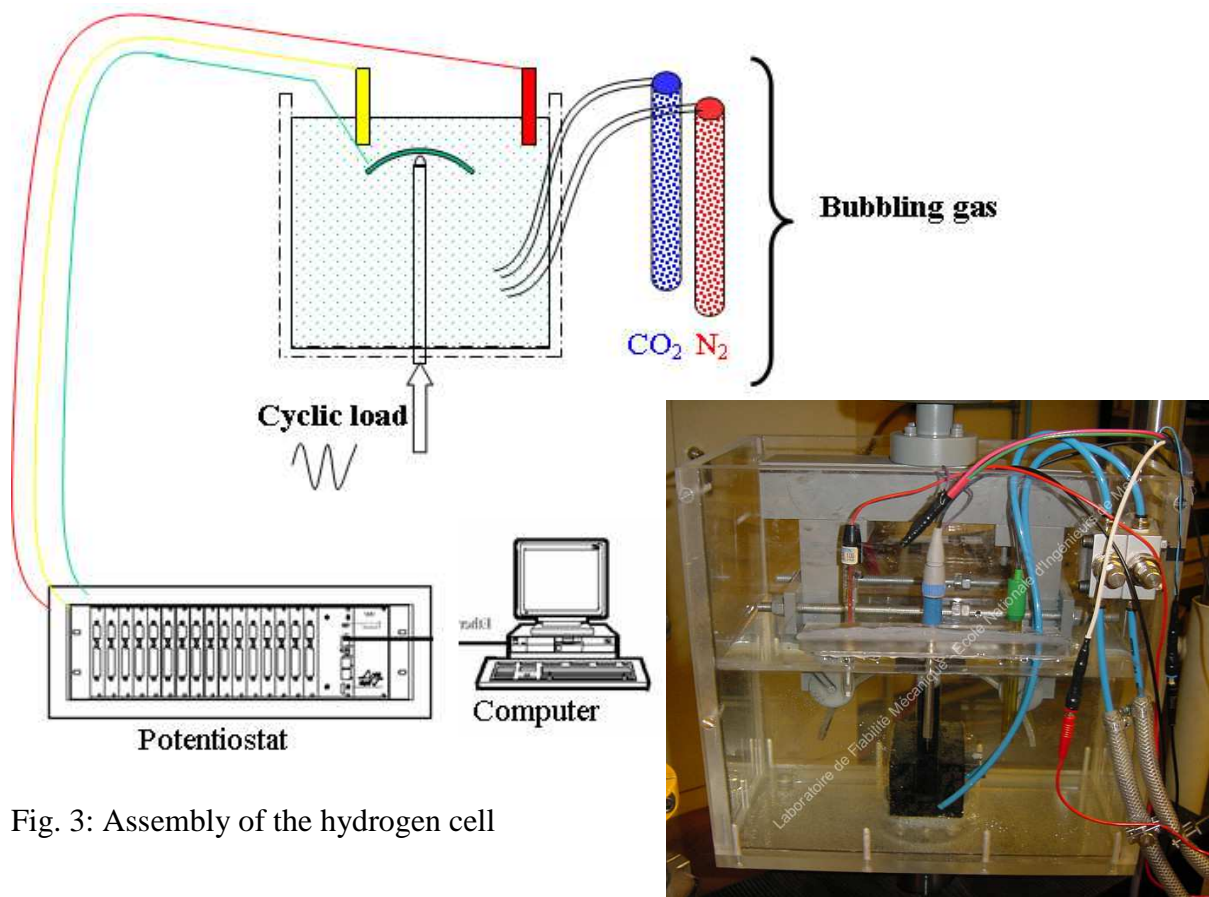 CO₂ N₂
Bubbling gas
Cyclic load
Ether
Potentiostat
Computer
Fig. 3: Assembly of the hydrogen cell
Laboratoire de Fiabilité Mécanique - Ecole Nationale d'Ingénieurs de